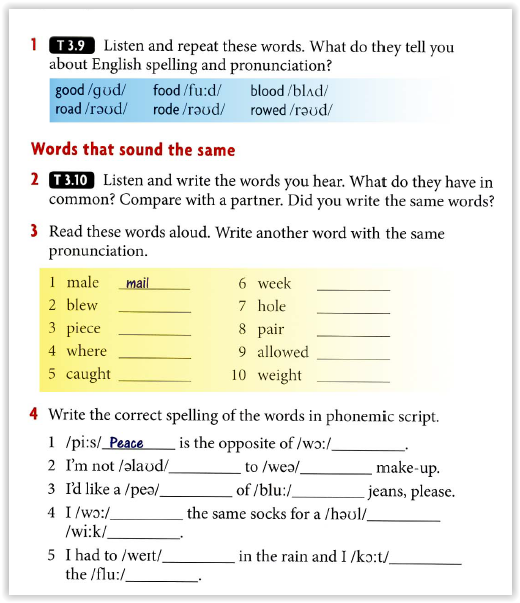 1 T 3.9 Listen and repeat these words. What do they tell you
about English spelling and pronunciation?
good /gʊd/ food /fuːd/ blood /blʌd/
road /rəʊd/ rode /rəʊd/ rowed /rəʊd/
Words that sound the same
2 T 3.10 Listen and write the words you hear. What do they have in
common? Compare with a partner. Did you write the same words?
3 Read these words aloud. Write another word with the same
pronunciation.
1 male mail 6 week ________
2 blew ________ 7 hole ________
3 piece ________ 8 pair ________
4 where ________ 9 allowed ________
5 caught ________ 10 weight ________
4 Write the correct spelling of the words in phonemic script.
1 /piːs/ Peace is the opposite of /wɔː/________.
2 I'm not /əlaʊd/________ to /weə/________ make-up.
3 I'd like a /peə/________ of /bluː/________ jeans, please.
4 I /wɔː/________ the same socks for a /həʊl/________
/wiːk/________.
5 I had to /weɪt/________ in the rain and I /kɔːt/________
the /fluː/________.